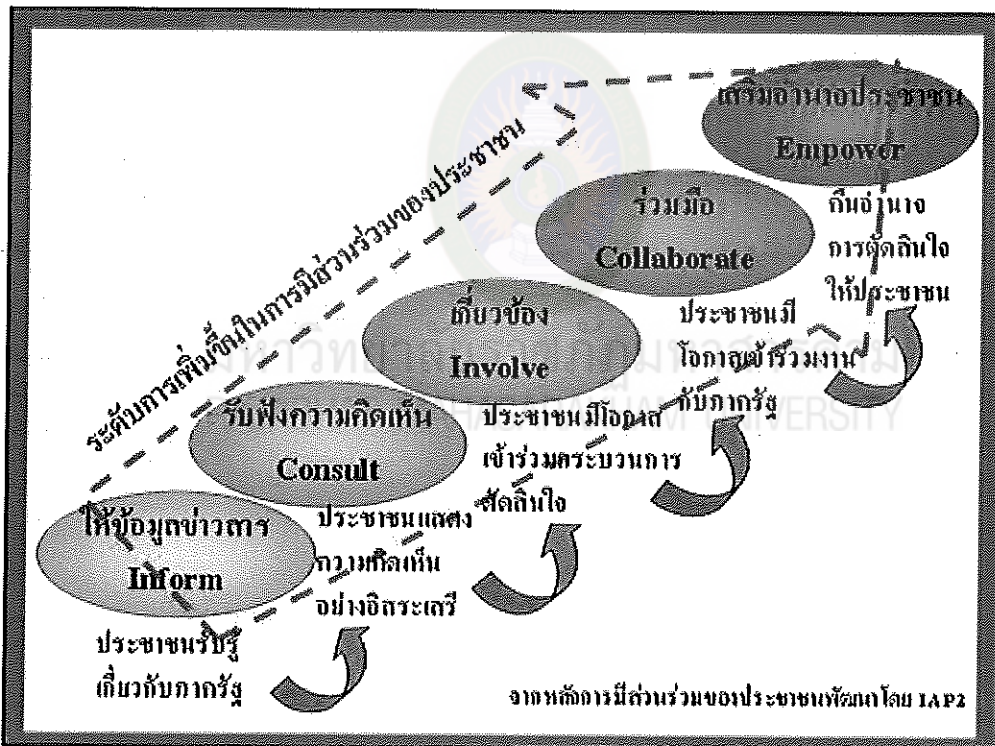 ระดับการเพิ่มขึ้นในการมีส่วนร่วมของประชาชน
เสริมอำนาจประชาชน
Empower
คืนอำนาจ
การตัดสินใจ
ให้ประชาชน
ร่วมมือ
Collaborate
ประชาชนมี
โอกาสเข้าร่วมงาน
กับภาครัฐ
เกี่ยวข้อง
Involve
ประชาชนมีโอกาส
เข้าร่วมกระบวนการ
ตัดสินใจ
รับฟังความคิดเห็น
Consult
ประชาชนแสดง
ความคิดเห็น
อย่างอิสระเสรี
ให้ข้อมูลข่าวสาร
Inform
ประชาชนรับรู้
เกี่ยวกับภาครัฐ
จากหลักการมีส่วนร่วมของประชาชนพัฒนาโดย IAP2